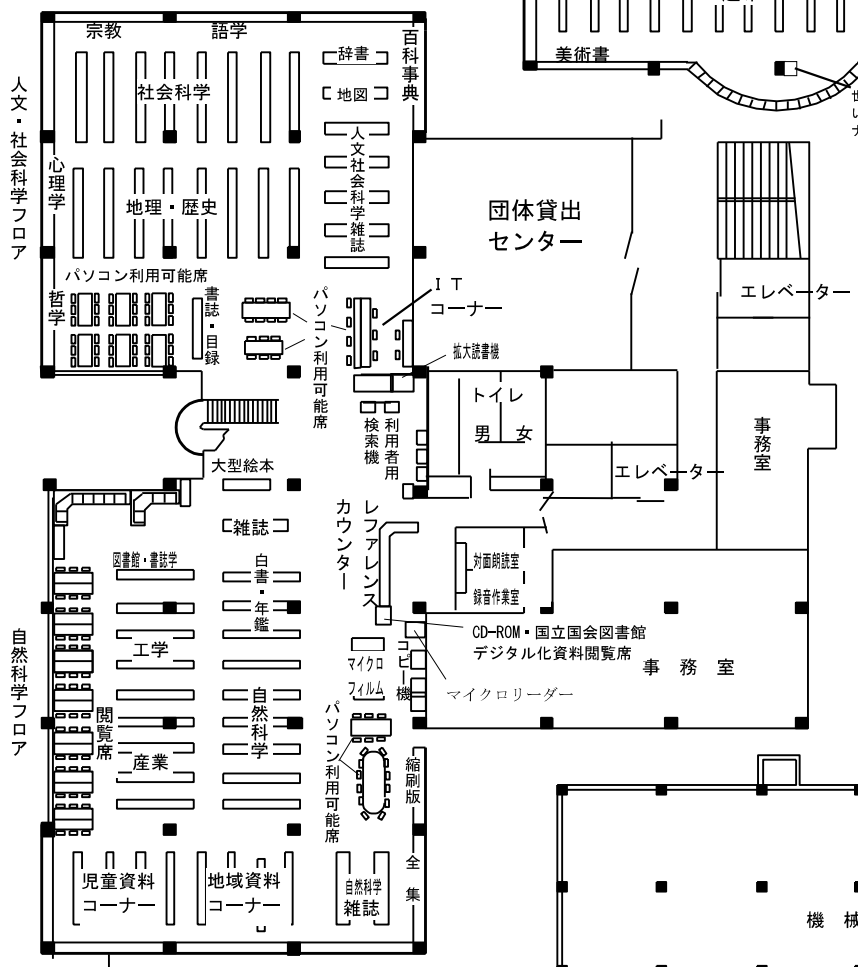 美術書
宗教
語学
辞書
百科事典
社会科学
地図
人文・社会科学フロア
人文社会科学雑誌
心理学
地理・歴史
団体貸出
センター
パソコン利用可能席
哲学
書誌・目録
パソコン利用可能席
ＩＴ
コーナー
エレベーター
拡大読書機
トイレ
男 女
利用者用
検索機
事務室
大型絵本
エレベーター
雑誌
レファレンス
カウンター
図書館・書誌学
白書・年鑑
対面朗読室
録音作業室
CD-ROM・国立国会図書館
デジタル化資料閲覧席
コピー機
工学
マイクロ
フィルム
マイクロリーダー
事務室
自然科学フロア
自然科学
閲覧席
パソコン利用可能席
産業
縮刷版
全集
児童資料
コーナー
地域資料
コーナー
自然科学
雑誌
機械